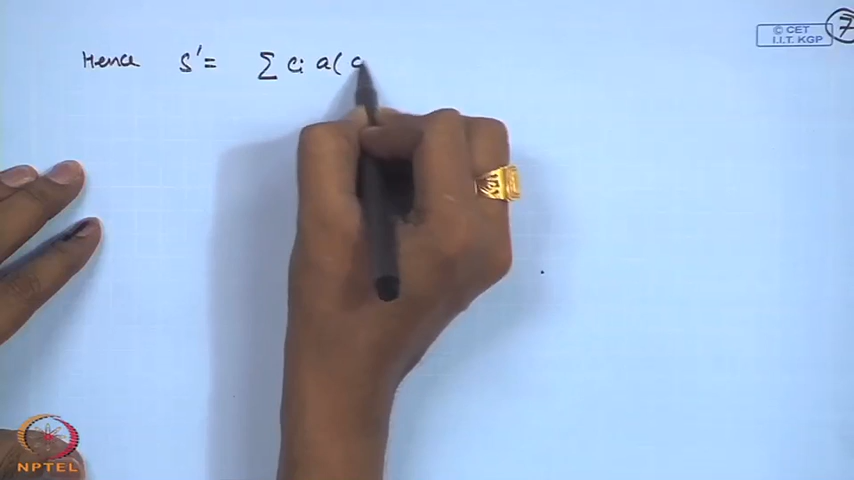 © CET
I.I.T. KGP
7
Hence S' = Σ ci a( c
NPTEL